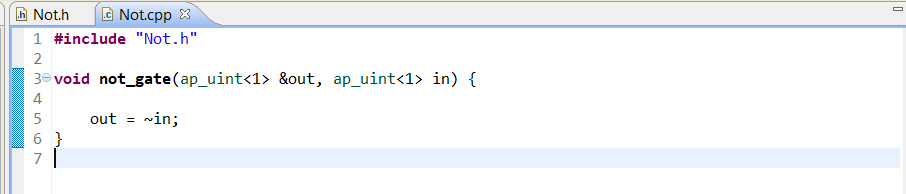 Not.h Not.cpp
1 #include "Not.h"
2
3 void not_gate(ap_uint<1> &out, ap_uint<1> in) {
4
5     out = ~in;
6 }
7